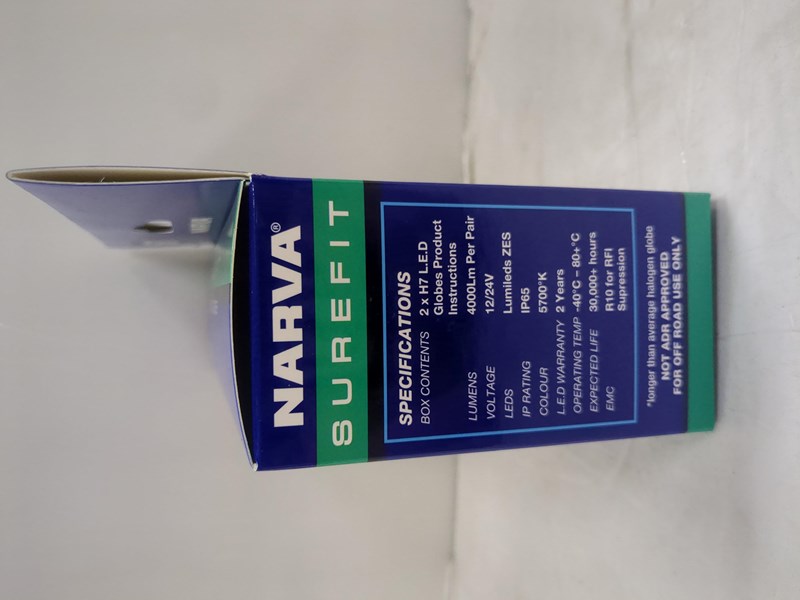 NARVA®
SUREFIT
SPECIFICATIONS
BOX CONTENTS 2 x H7 L.E.D
Globes Product
Instructions
LUMENS 4000Lm Per Pair
VOLTAGE 12/24V
LEDS Lumileds ZES
IP RATING IP65
COLOUR 5700°K
L.E.D WARRANTY 2 Years
OPERATING TEMP -40°C – 80+°C
EXPECTED LIFE 30,000+ hours
EMC R10 for RFI
Supression
*longer than average halogen globe
NOT ADR APPROVED
FOR OFF ROAD USE ONLY